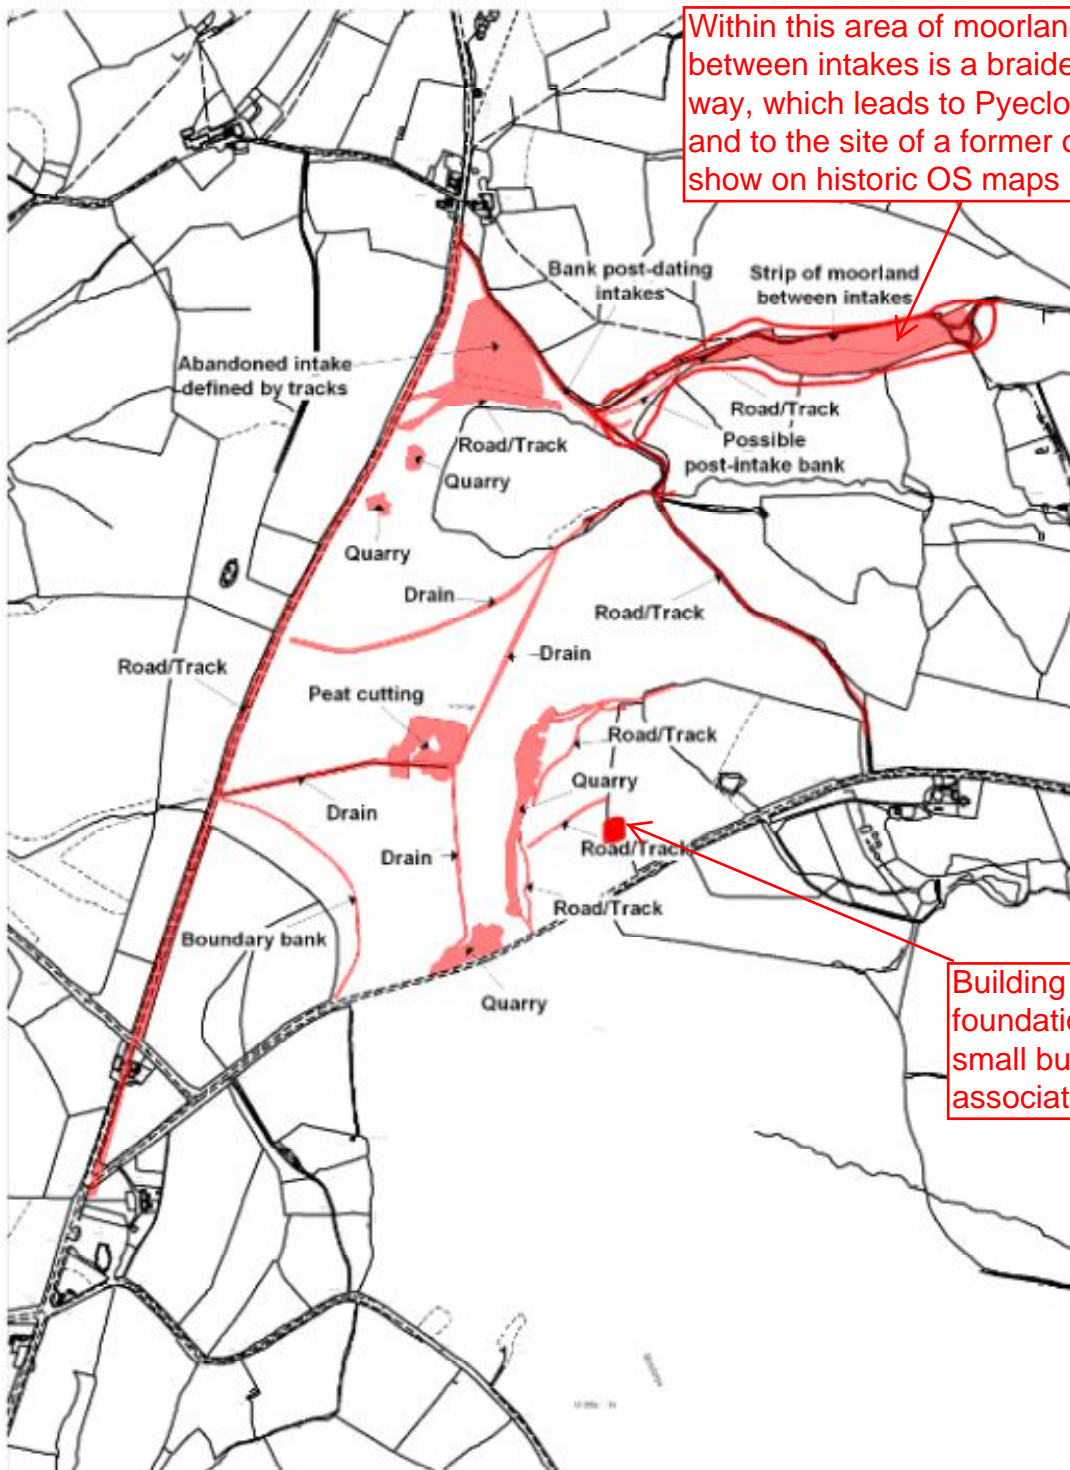 Within this area of moorlan
between intakes is a braide
way, which leads to Pyeclo
and to the site of a former
show on historic OS maps
Bank post-dating
intakes
Strip of moorland
between intakes
Abandoned intake
defined by tracks
Road/Track
Road/Track
Possible
post-intake bank
Quarry
Quarry
Drain
Road/Track
Drain
Road/Track
Peat cutting
Road/Track
Quarry
Drain
Road/Track
Drain
Road/Track
Boundary bank
Quarry
Building
foundatio
small bu
associat